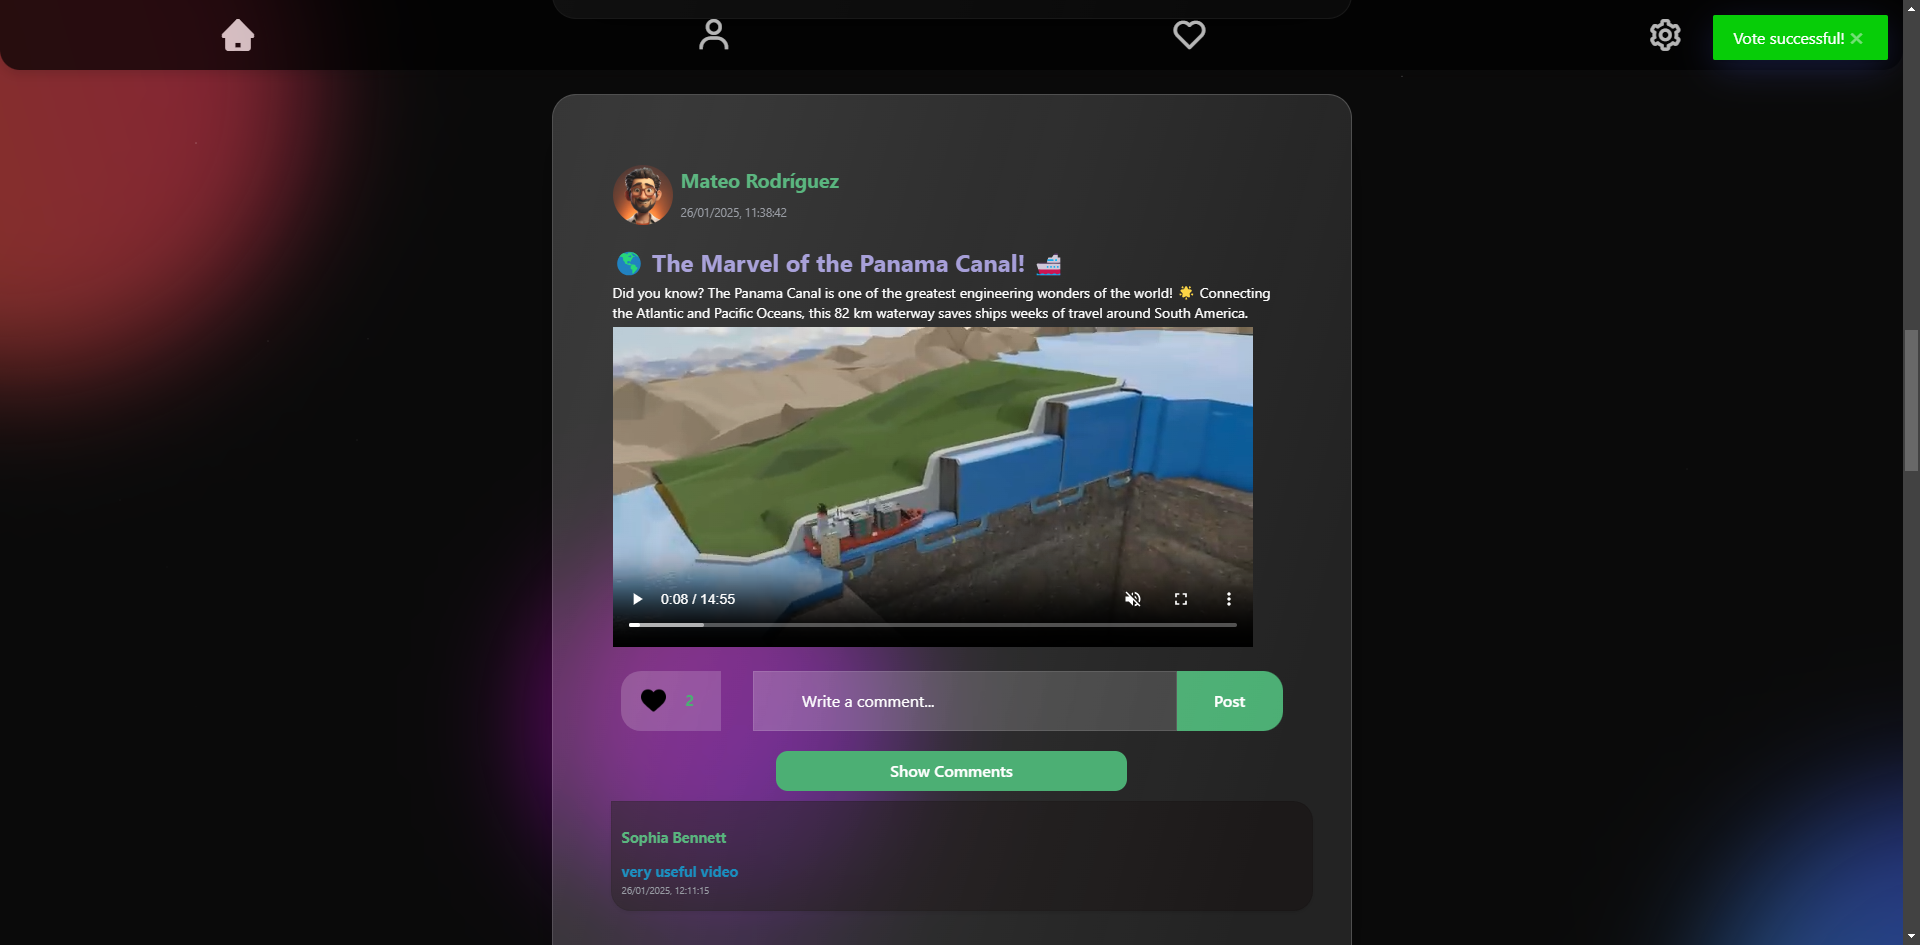 Vote successful! ✕
Mateo Rodríguez
26/01/2025, 11:38:42
🌎 The Marvel of the Panama Canal! 🚢
Did you know? The Panama Canal is one of the greatest engineering wonders of the world! 🌟 Connecting
the Atlantic and Pacific Oceans, this 82 km waterway saves ships weeks of travel around South America.
0:08 / 14:55
2
Write a comment...
Post
Show Comments
Sophia Bennett
very useful video
26/01/2025, 12:11:15